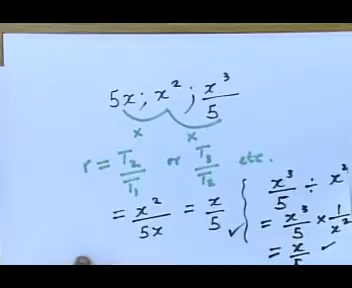 5x ; x² ; x³/5
x x
r = T₂/T₁ or T₃/T₂ etc.
= x²/5x = x/5 ✓
x³/5 ÷ x²
= x³/5 × 1/x²
= x/5 ✓